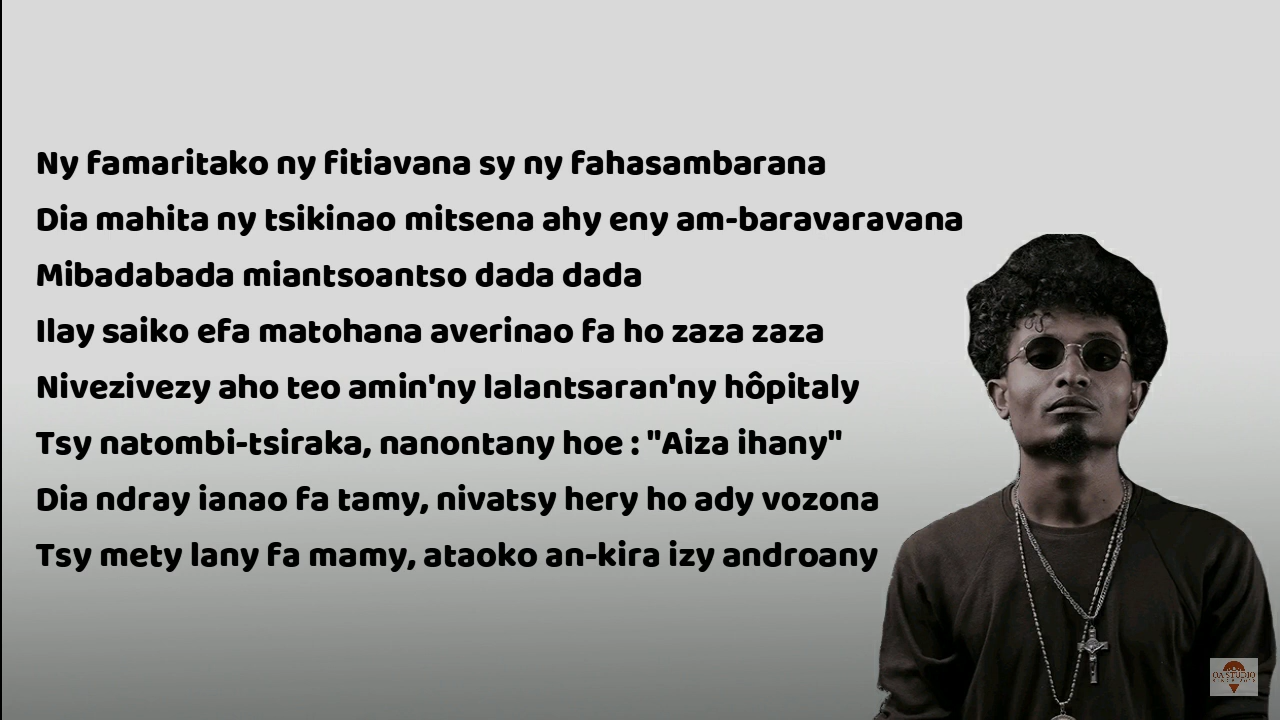 Ny famaritako ny fitiavana sy ny fahasambarana
Dia mahita ny tsikinao mitsena ahy eny am-baravaravana
Mibadabada miantsoantso dada dada
Ilay saiko efa matohana averinao fa ho zaza zaza
Nivezivezy aho teo amin'ny lalantsaran'ny hôpitaly
Tsy natombi-tsiraka, nanontany hoe : "Aiza ihany"
Dia ndray ianao fa tamy, nivatsy hery ho ady vozona
Tsy mety lany fa mamy, ataoko an-kira izy androany
OA STUDIO